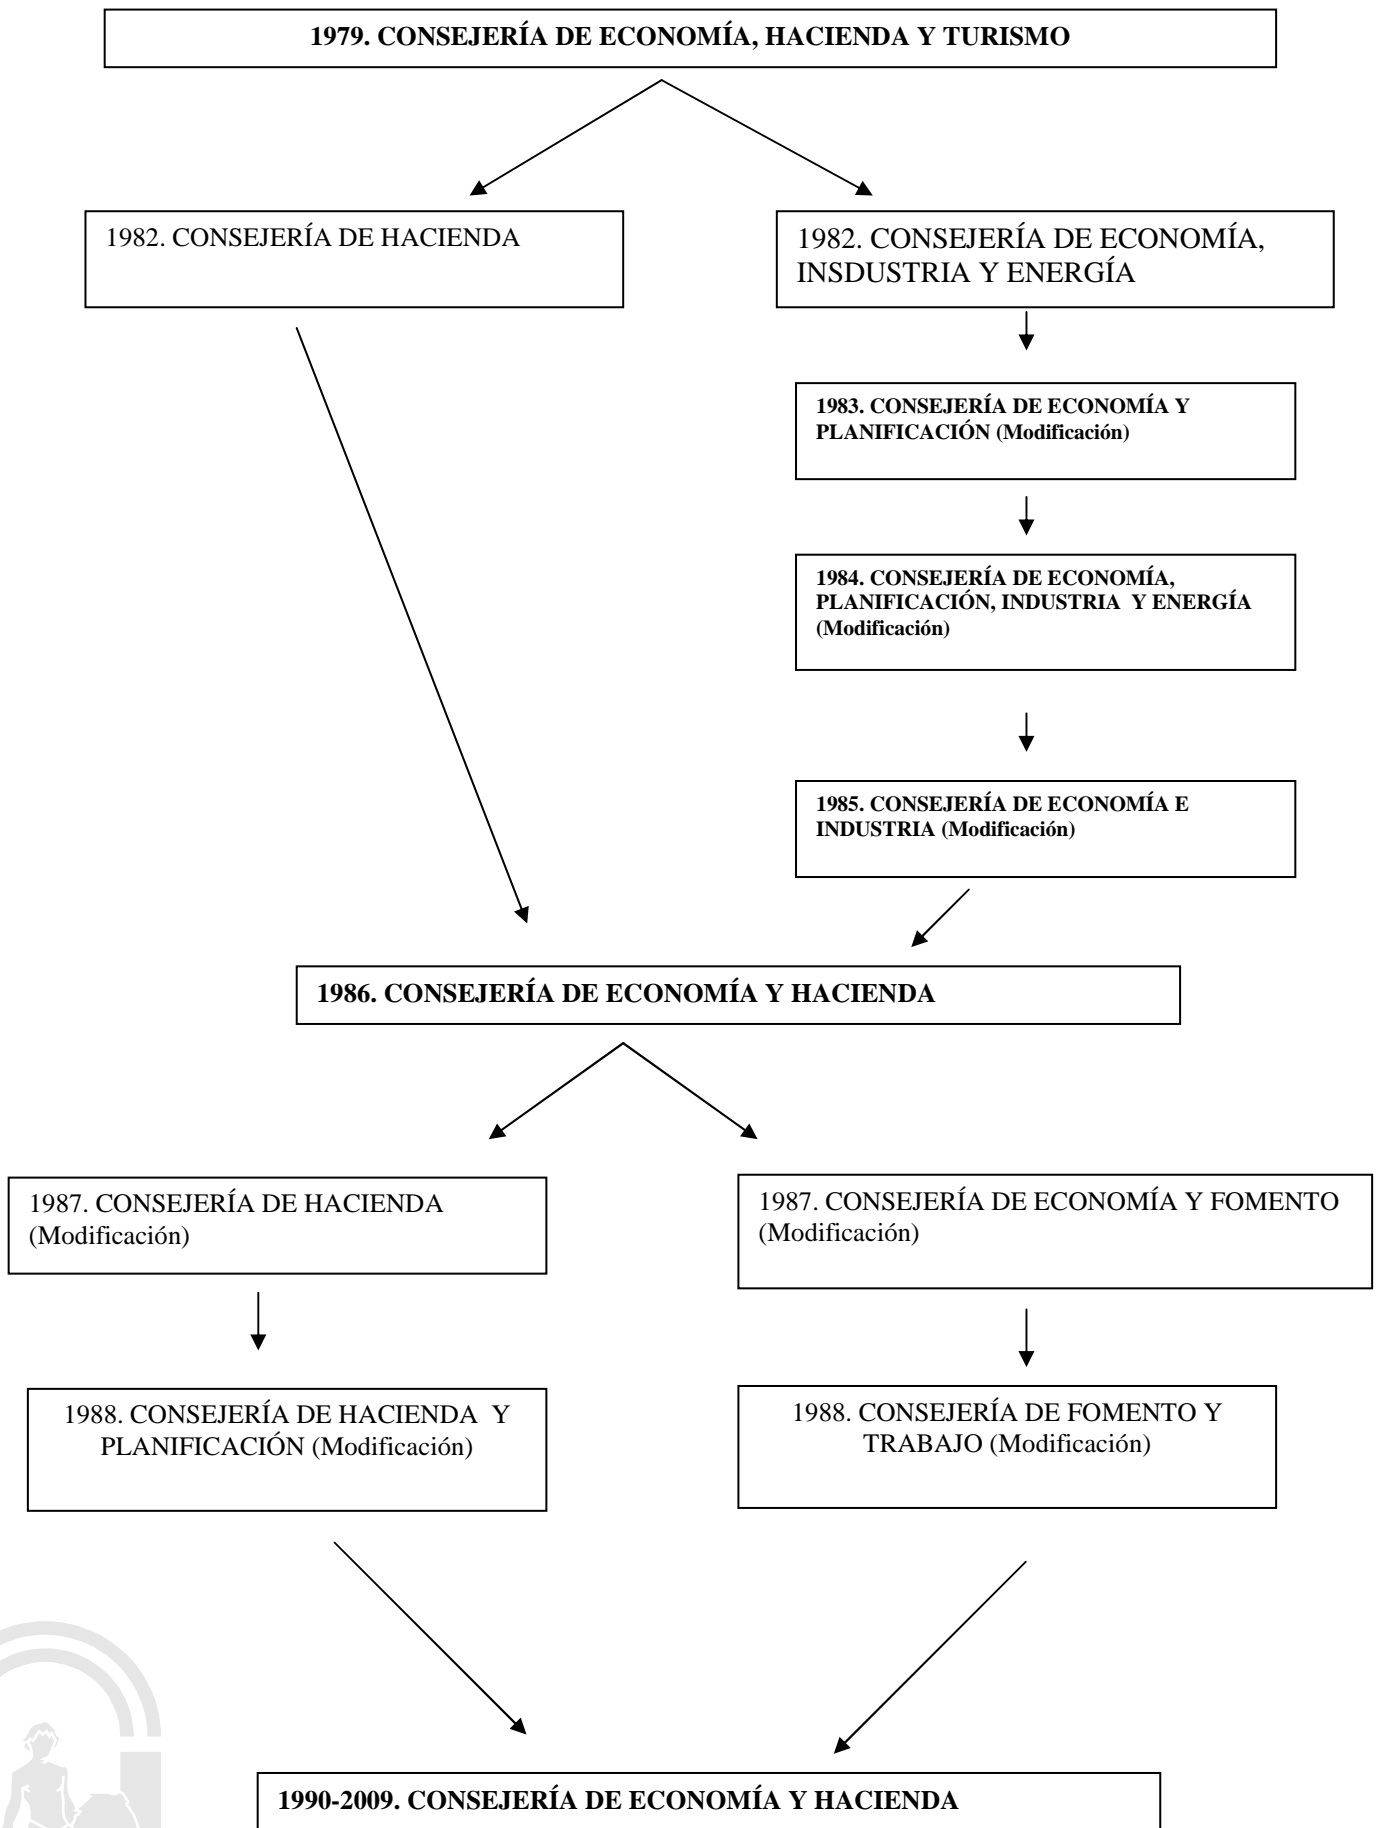 1979. CONSEJERÍA DE ECONOMÍA, HACIENDA Y TURISMO
1982. CONSEJERÍA DE HACIENDA
1982. CONSEJERÍA DE ECONOMÍA,
INSDUSTRIA Y ENERGÍA
1983. CONSEJERÍA DE ECONOMÍA Y
PLANIFICACIÓN (Modificación)
1984. CONSEJERÍA DE ECONOMÍA,
PLANIFICACIÓN, INDUSTRIA Y ENERGÍA
(Modificación)
1985. CONSEJERÍA DE ECONOMÍA E
INDUSTRIA (Modificación)
1986. CONSEJERÍA DE ECONOMÍA Y HACIENDA
1987. CONSEJERÍA DE HACIENDA
(Modificación)
1987. CONSEJERÍA DE ECONOMÍA Y FOMENTO
(Modificación)
1988. CONSEJERÍA DE HACIENDA Y
PLANIFICACIÓN (Modificación)
1988. CONSEJERÍA DE FOMENTO Y
TRABAJO (Modificación)
1990-2009. CONSEJERÍA DE ECONOMÍA Y HACIENDA